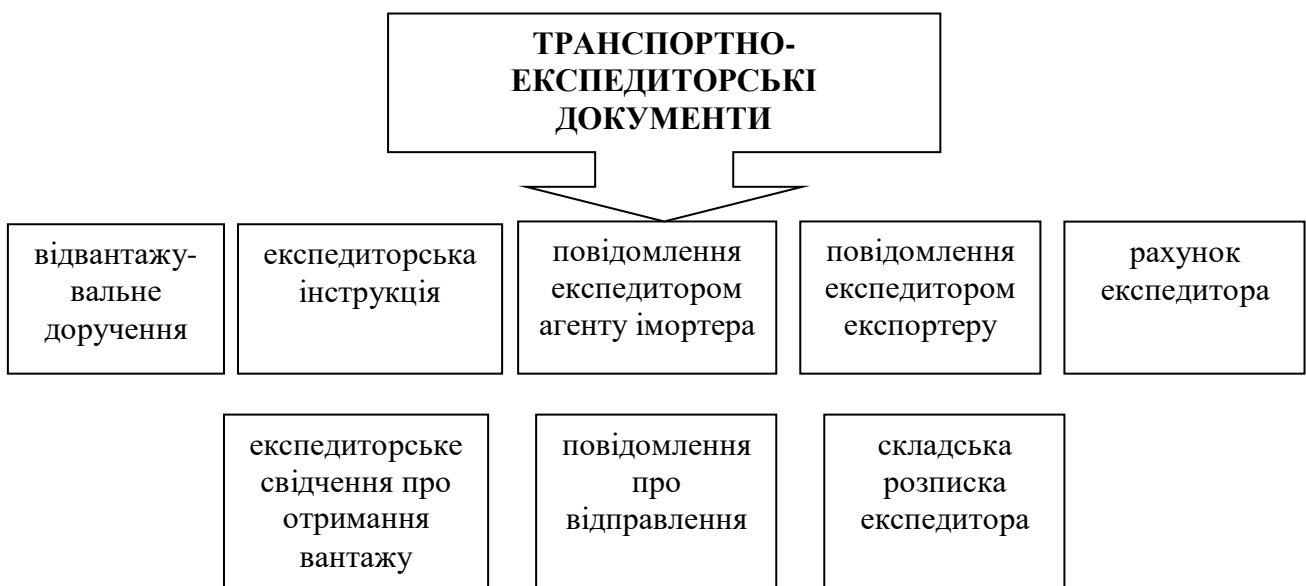 ТРАНСПОРТНО-
ЕКСПЕДИТОРСЬКІ
ДОКУМЕНТИ
відвантажу-
вальне
доручення
експедиторська
інструкція
повідомлення
експедитором
агенту імортера
повідомлення
експедитором
експортеру
рахунок
експедитора
експедиторське
свідчення про
отримання
вантажу
повідомлення
про
відправлення
складська
розписка
експедитора